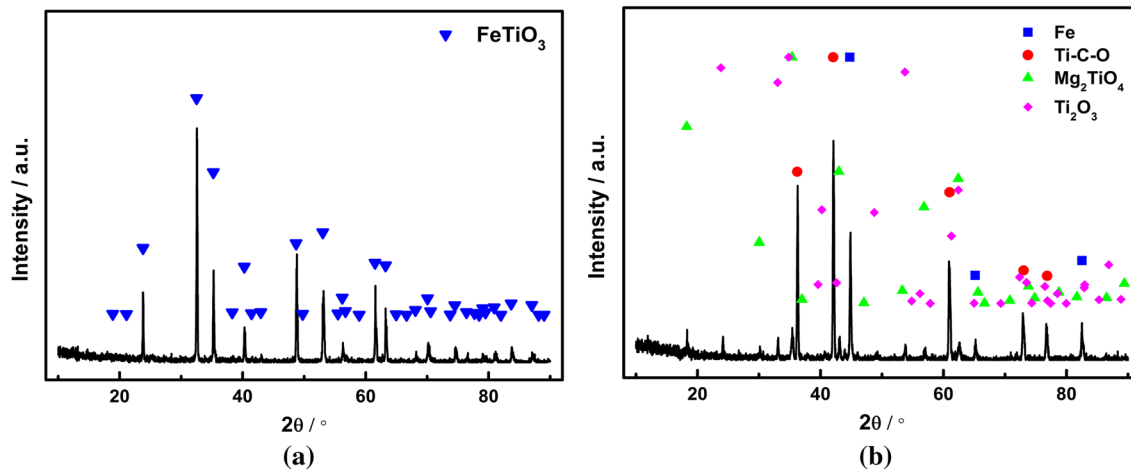 FeTiO₃
Intensity / a.u.
20
40
60
80
2θ / °
(a)
Fe
Ti-C-O
Mg₂TiO₄
Ti₂O₃
Intensity / a.u.
20
40
60
80
2θ / °
(b)